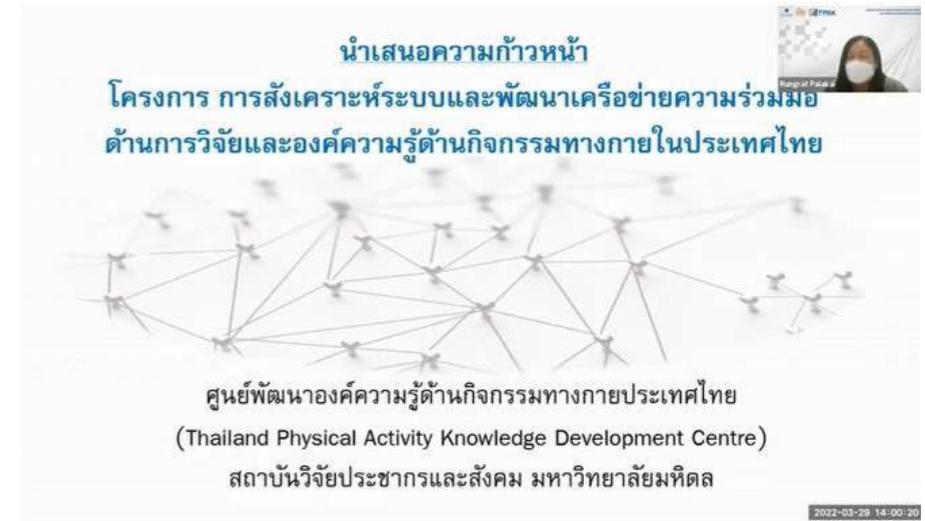 นำเสนอความก้าวหน้า
โครงการ การสังเคราะห์ระบบและพัฒนาเครือข่ายความร่วมมือ
ด้านการวิจัยและองค์ความรู้ด้านกิจกรรมทางกายในประเทศไทย
Rungrat Palakai
ศูนย์พัฒนาองค์ความรู้ด้านกิจกรรมทางกายประเทศไทย
(Thailand Physical Activity Knowledge Development Centre)
สถาบันวิจัยประชากรและสังคม มหาวิทยาลัยมหิดล
2022-03-29 14:00:20